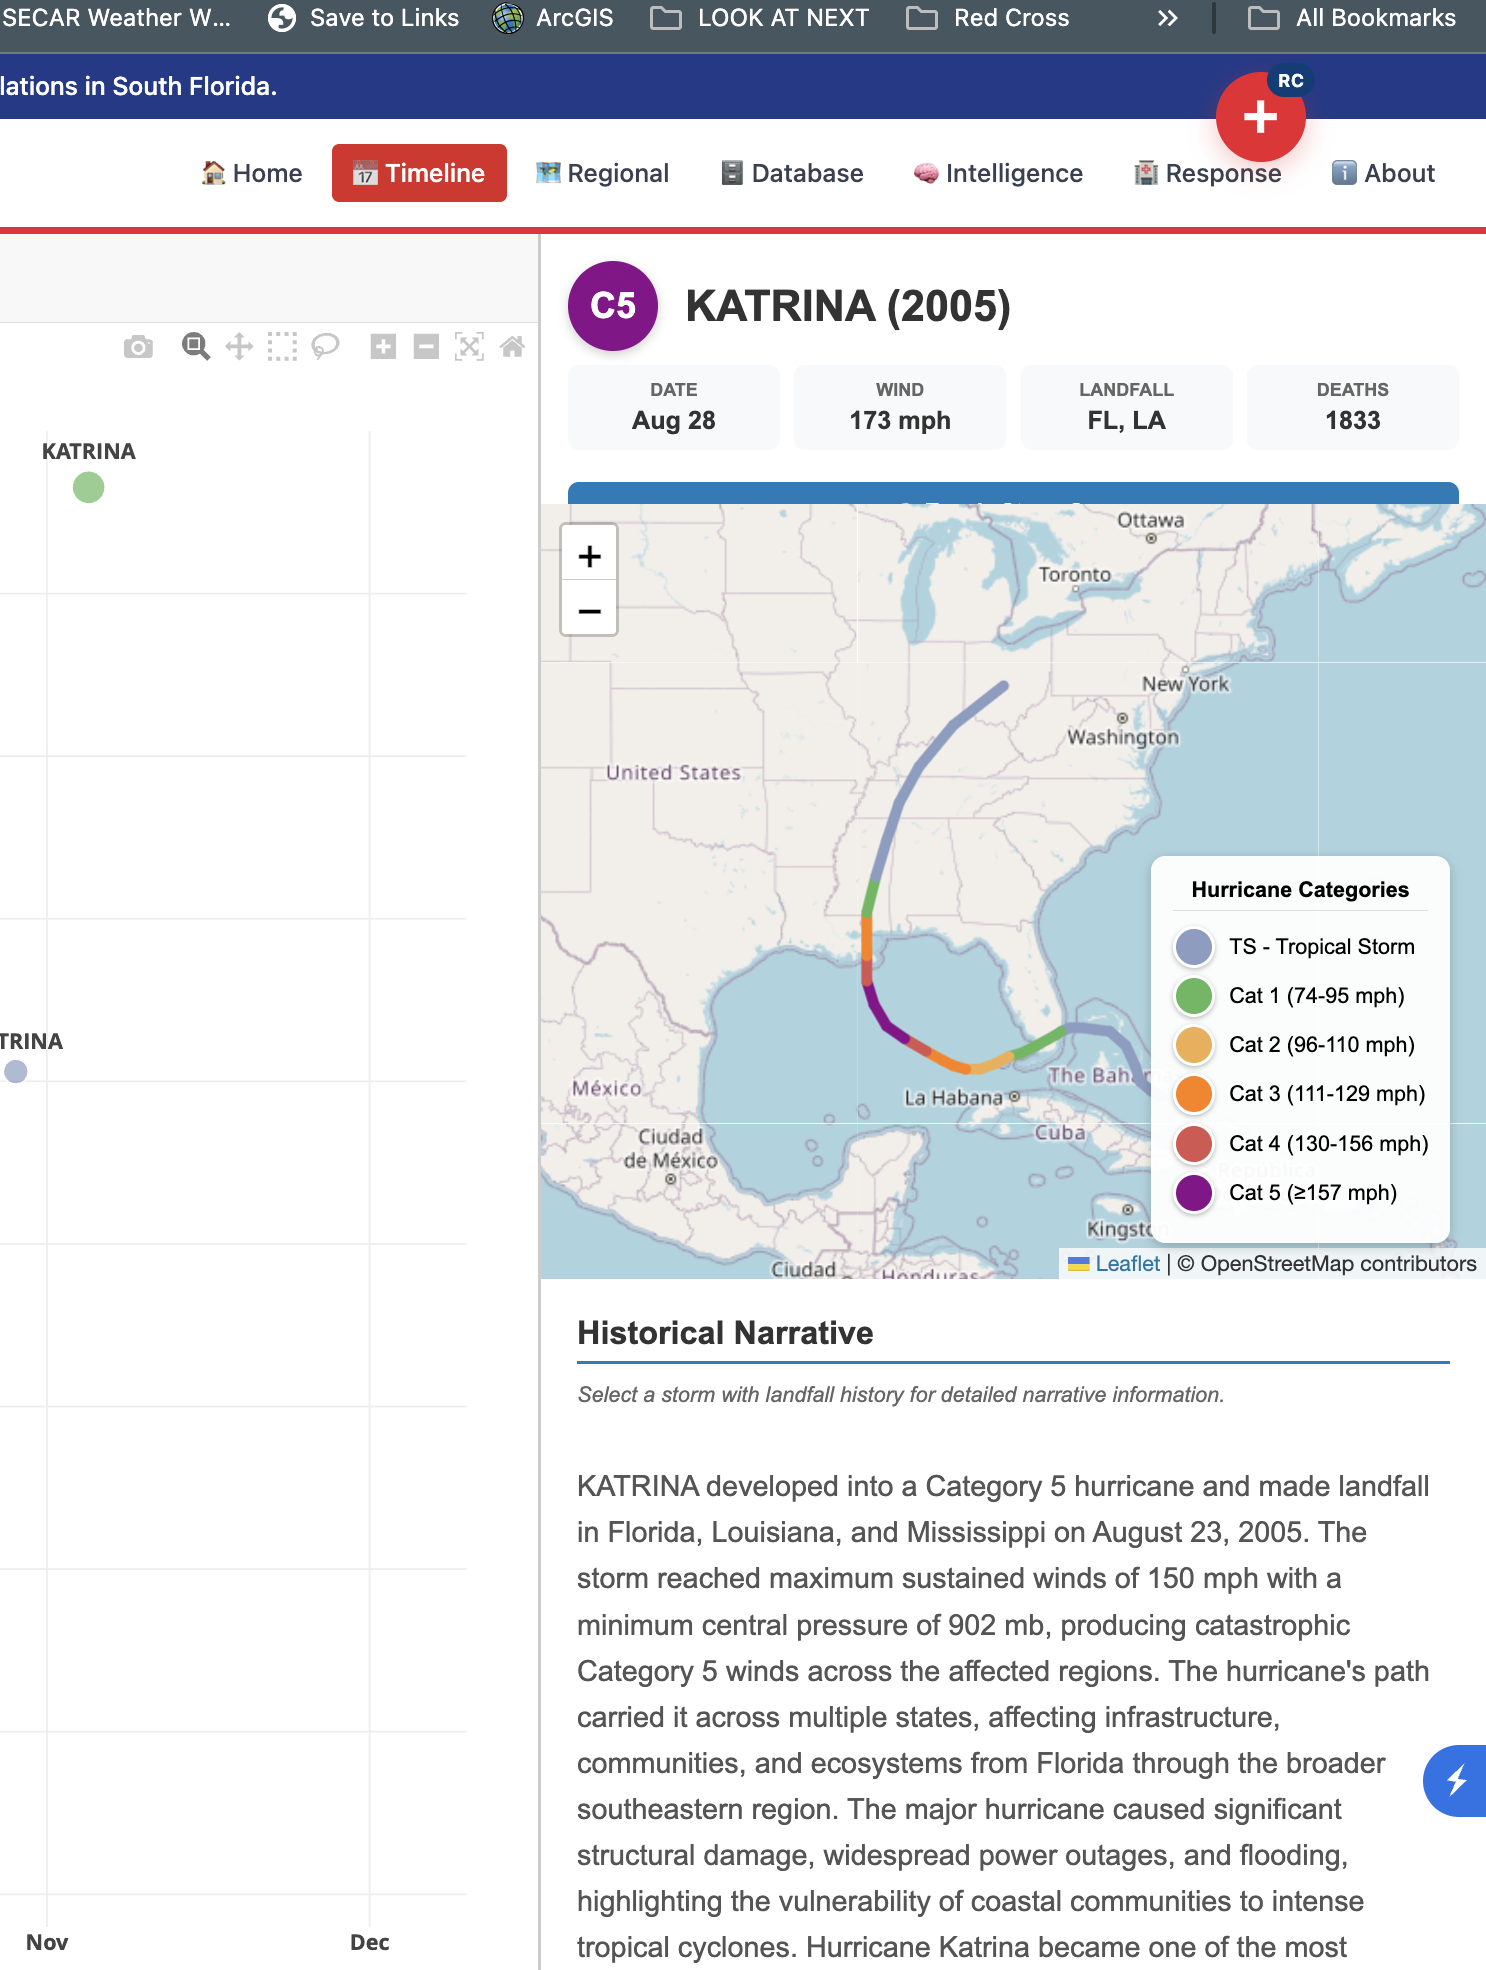 SECAR Weather W...
Save to Links
ArcGIS
LOOK AT NEXT
Red Cross
All Bookmarks
lations in South Florida.
RC
Home
17
Timeline
Regional
Database
Intelligence
Response
About
C5
KATRINA (2005)
DATE
Aug 28
WIND
173 mph
LANDFALL
FL, LA
DEATHS
1833
KATRINA
TRINA
Nov
Dec
+
−
Ottawa
Toronto
New York
Washington
United States
México
Ciudad
de México
La Habana
The Baha
Cuba
Kingsto
Ciudad
Honduras
República
Hurricane Categories
TS - Tropical Storm
Cat 1 (74-95 mph)
Cat 2 (96-110 mph)
Cat 3 (111-129 mph)
Cat 4 (130-156 mph)
Cat 5 (≥157 mph)
Leaflet | © OpenStreetMap contributors
Historical Narrative
Select a storm with landfall history for detailed narrative information.
KATRINA developed into a Category 5 hurricane and made landfall
in Florida, Louisiana, and Mississippi on August 23, 2005. The
storm reached maximum sustained winds of 150 mph with a
minimum central pressure of 902 mb, producing catastrophic
Category 5 winds across the affected regions. The hurricane's path
carried it across multiple states, affecting infrastructure,
communities, and ecosystems from Florida through the broader
southeastern region. The major hurricane caused significant
structural damage, widespread power outages, and flooding,
highlighting the vulnerability of coastal communities to intense
tropical cyclones. Hurricane Katrina became one of the most